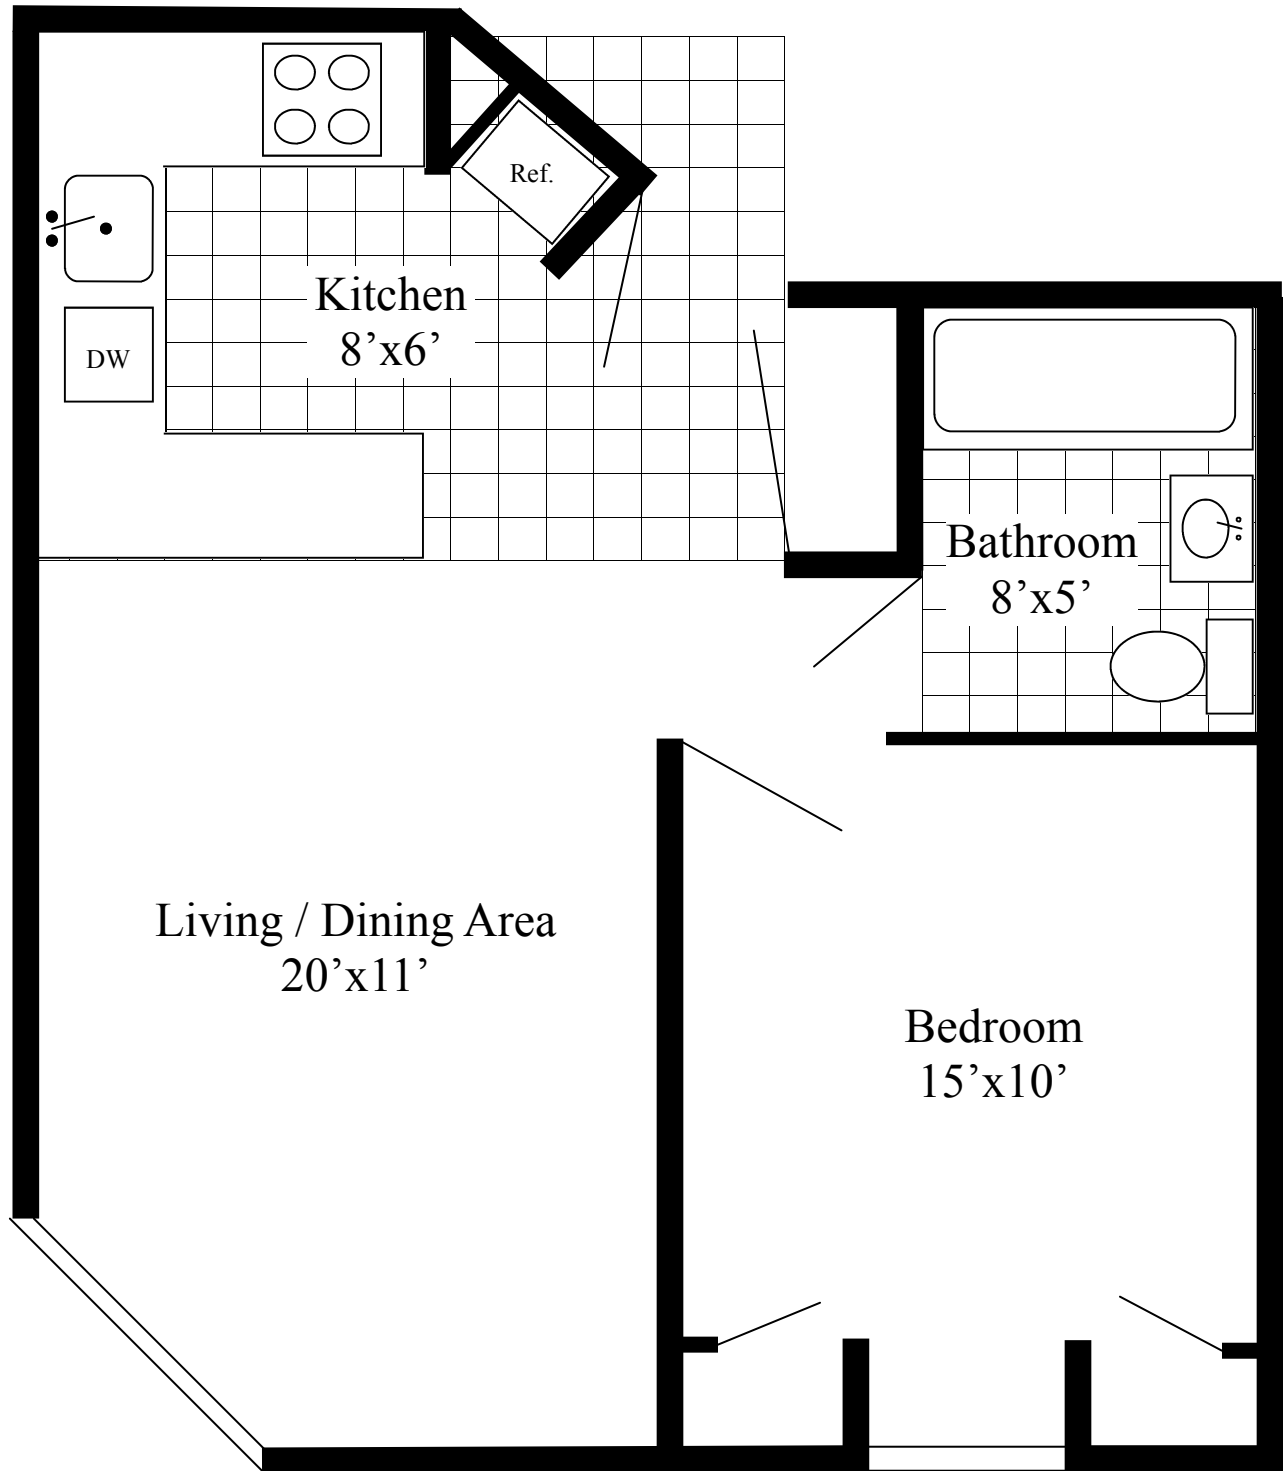 Ref.
Kitchen
8’x6’
DW
Bathroom
8’x5’
Living / Dining Area
20’x11’
Bedroom
15’x10’